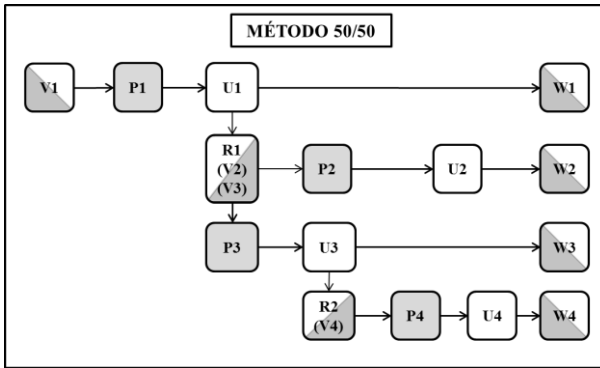 MÉTODO 50/50
V1
P1
U1
W1
R1
(V2)
(V3)
P2
U2
W2
P3
U3
W3
R2
(V4)
P4
U4
W4